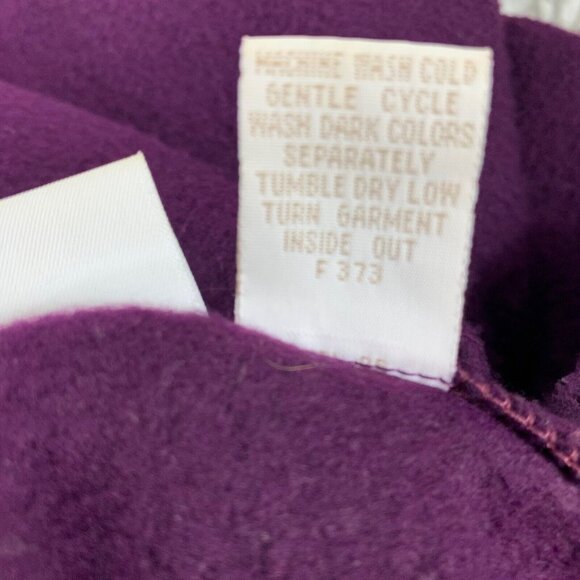 MACHINE WASH COLD
GENTLE CYCLE
WASH DARK COLORS
SEPARATELY
TUMBLE DRY LOW
TURN GARMENT
INSIDE OUT
F 373